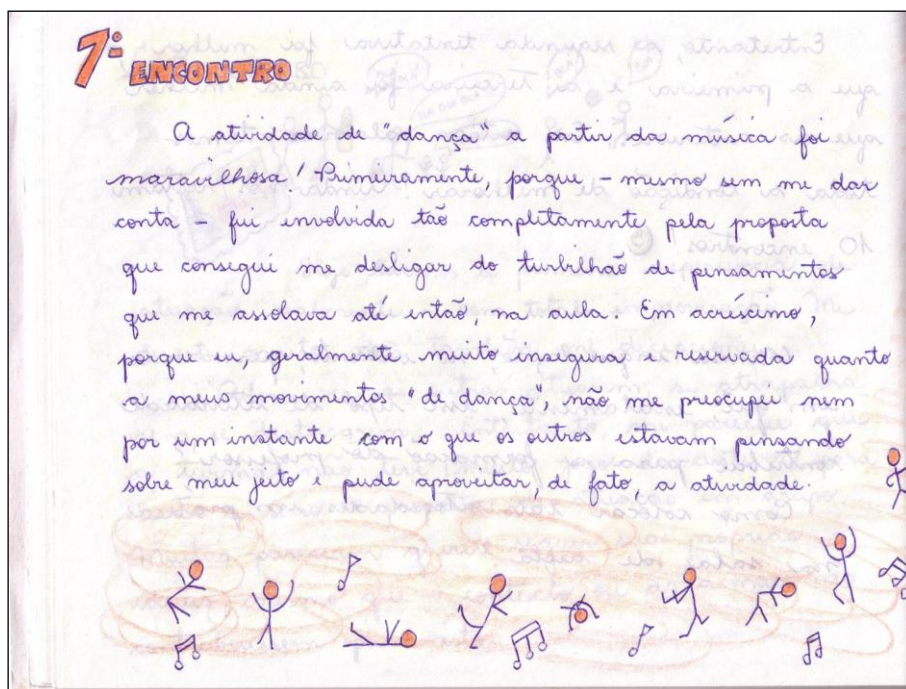 7º ENCONTRO
A atividade de "dança" a partir da música foi
maravilhosa! Primeiramente, porque – mesmo sem me dar
conta – fui envolvida tão completamente pela proposta
que consegui me desligar do turbilhão de pensamentos
que me assolava até então, na aula. Em acréscimo,
porque eu, geralmente muito insegura e reservada quanto
a meus movimentos "de dança", não me preocupei nem
por um instante com o que os outros estavam pensando
sobre meu jeito e pude aproveitar, de fato, a atividade.